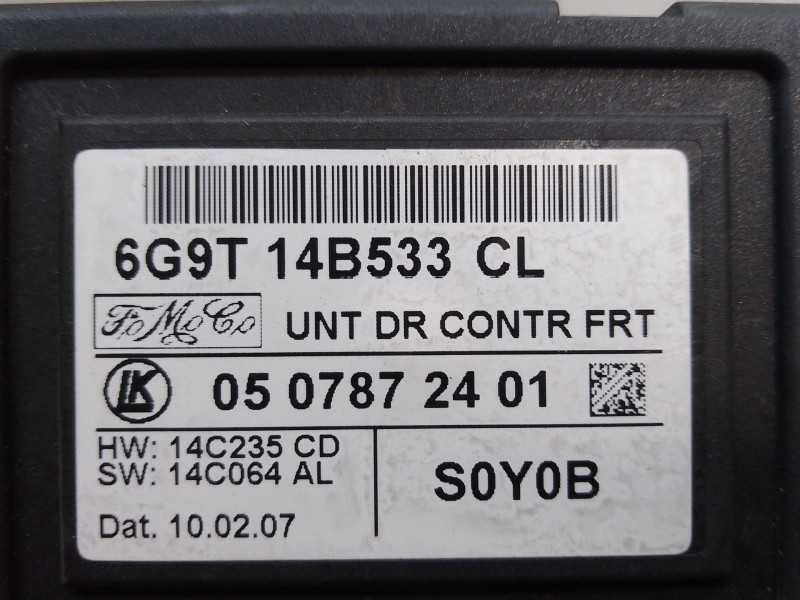 6G9T 14B533 CL
FoMoCo UNT DR CONTR FRT
LK 05 0787 24 01
HW: 14C235 CD
SW: 14C064 AL
S0Y0B
Dat. 10.02.07